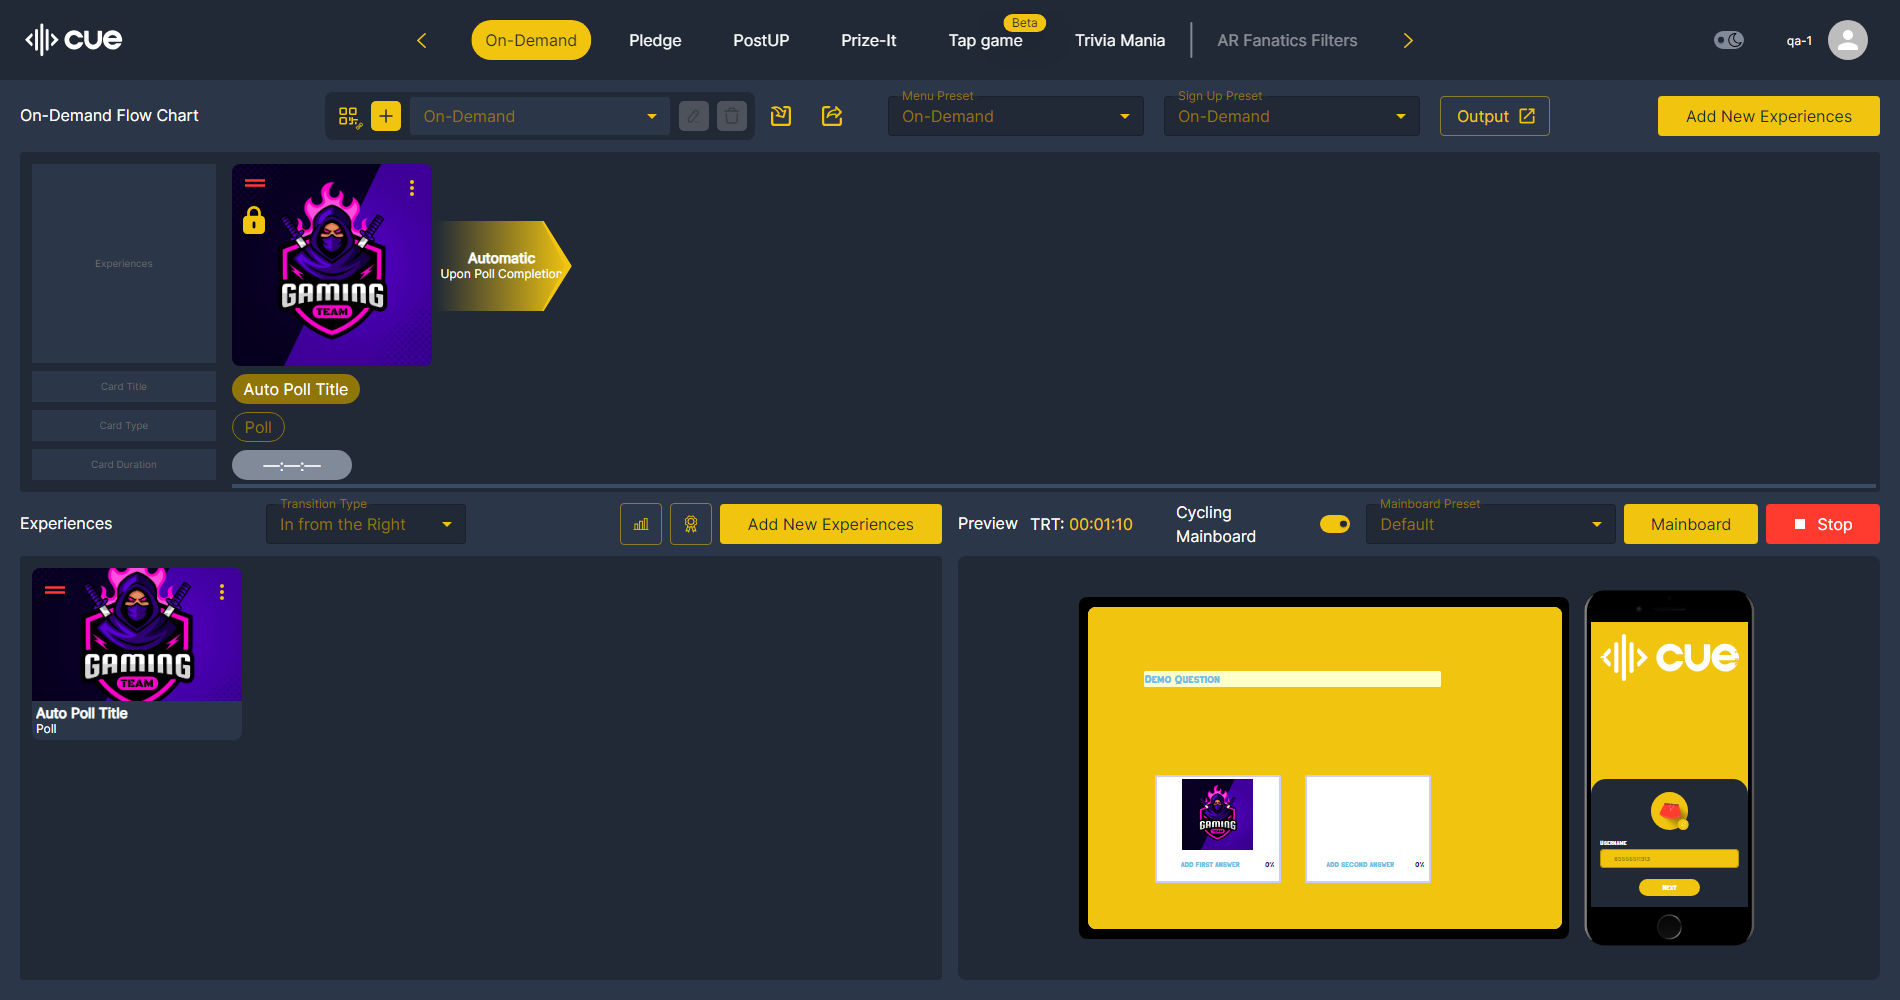 cue
On-Demand
Pledge
PostUP
Prize-It
Beta
Tap game
Trivia Mania
AR Fanatics Filters
qa-1
On-Demand Flow Chart
On-Demand
Menu Preset
On-Demand
Sign Up Preset
On-Demand
Output
Add New Experiences
Experiences
GAMING
TEAM
Automatic
Upon Poll Completion
Card Title
Auto Poll Title
Card Type
Poll
Card Duration
—:—:—
Experiences
Transition Type
In from the Right
Add New Experiences
Preview
TRT: 00:01:10
Cycling
Mainboard
Mainboard Preset
Default
Mainboard
Stop
GAMING
TEAM
Auto Poll Title
Poll
Demo Question
GAMING
TEAM
ADD FIRST ANSWER
0%
ADD SECOND ANSWER
0%
cue
Username
NEXT